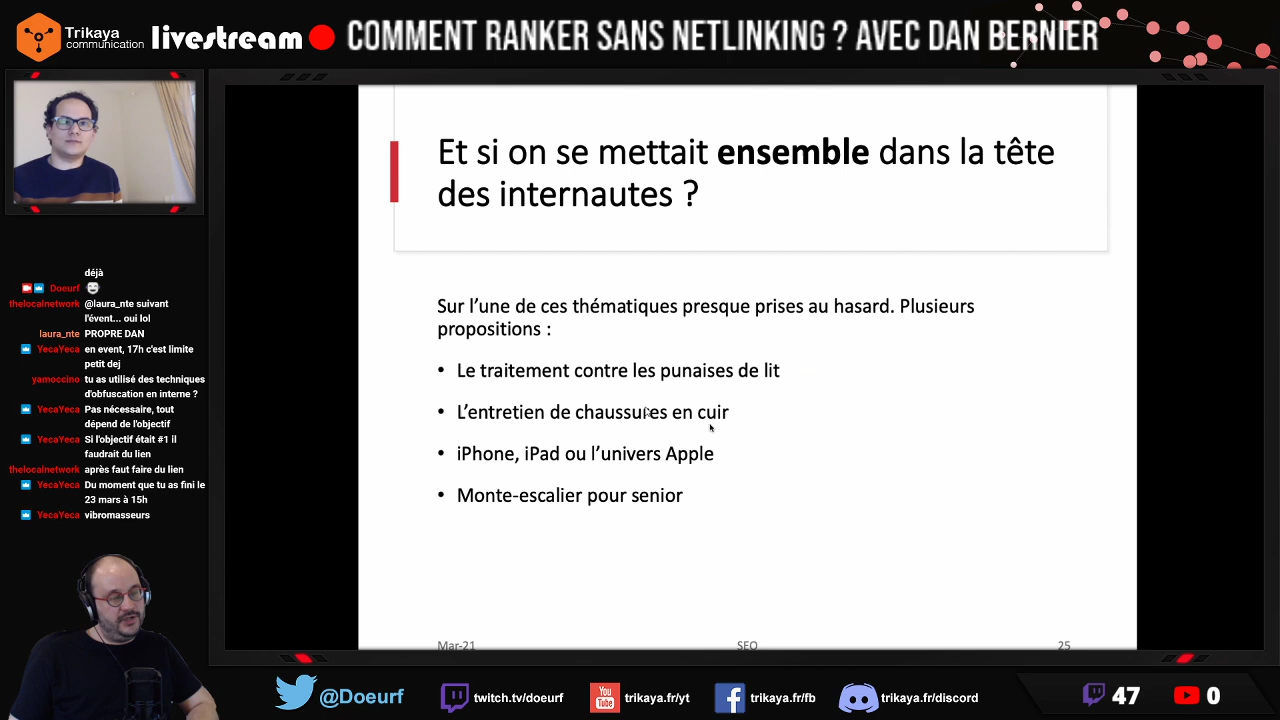 Trikaya
communication
livestream
COMMENT RANKER SANS NETLINKING ? AVEC DAN BERNIER
Et si on se mettait ensemble dans la tête
des internautes ?
Sur l'une de ces thématiques presque prises au hasard. Plusieurs
propositions :
• Le traitement contre les punaises de lit
• L'entretien de chaussures en cuir
• iPhone, iPad ou l'univers Apple
• Monte-escalier pour senior
Mar-21
SEO
25
déjà
Doeurf
thelocalnetwork @laura_nte suivant
l'évent... oui lol
laura_nte PROPRE DAN
YecaYeca en event, 17h c'est limite
petit dej
yamoccino tu as utilisé des techniques
d'obfuscation en interne ?
YecaYeca Pas nécessaire, tout
dépend de l'objectif
YecaYeca Si l'objectif était #1 il
faudrait du lien
thelocalnetwork après faut faire du lien
YecaYeca Du moment que tu as fini le
23 mars à 15h
YecaYeca vibromasseurs
@Doeurf
twitch.tv/doeurf
You
Tube
trikaya.fr/yt
trikaya.fr/fb
trikaya.fr/discord
47
0